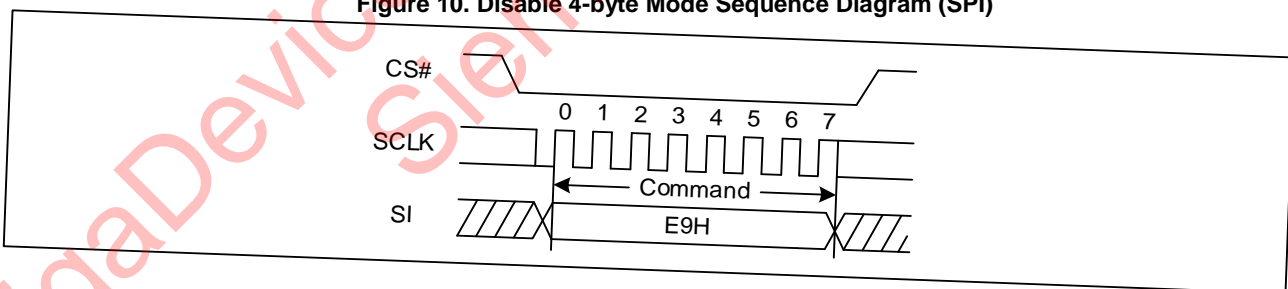 Figure 10. Disable 4-byte Mode Sequence Diagram (SPI)
CS#
0 1 2 3 4 5 6 7
SCLK
Command
SI
E9H